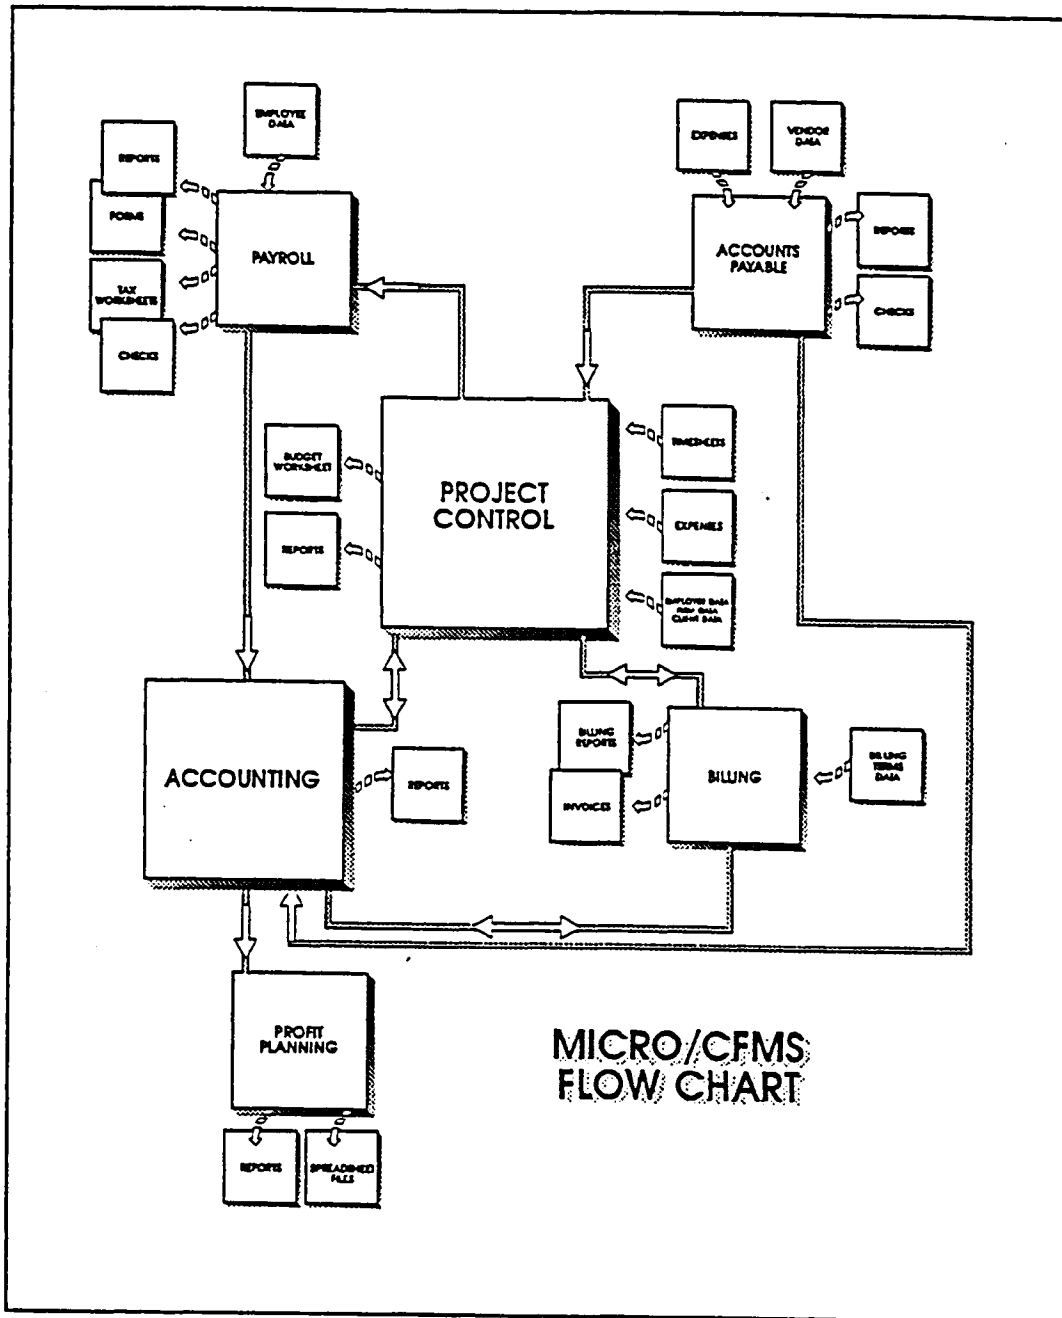 EMPLOYEE
DATA
REPORTS
FORMS
TAX
WORKSHEETS
CHECKS
PAYROLL
EXPENSES
VENDOR
DATA
ACCOUNTS
PAYABLE
REPORTS
CHECKS
BUDGET
WORKSHEET
REPORTS
PROJECT
CONTROL
TIMESHEETS
EXPENSES
EMPLOYEE DATA
FIRM DATA
CLIENT DATA
ACCOUNTING
REPORTS
BILLING
REPORTS
INVOICES
BILLING
BILLING
TERMS
DATA
PROFIT
PLANNING
REPORTS
SPREADSHEET
FILES
MICRO/CFMS
FLOW CHART